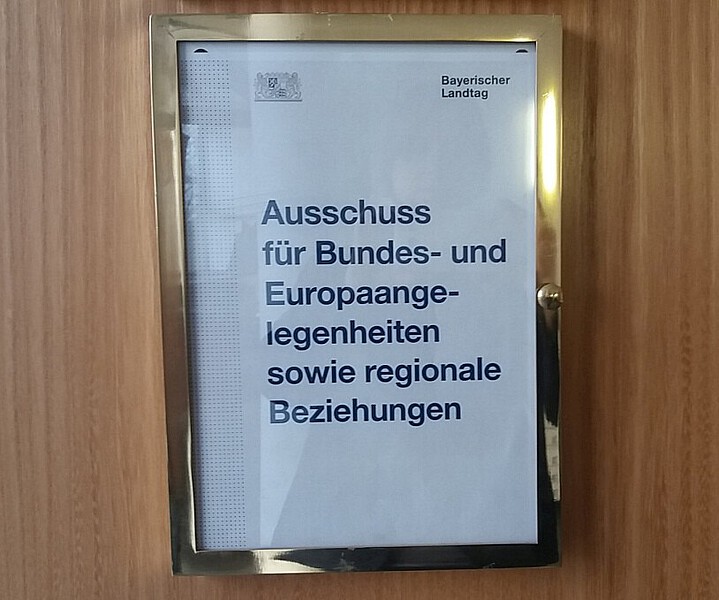 Bayerischer
Landtag
Ausschuss
für Bundes- und
Europaange-
legenheiten
sowie regionale
Beziehungen